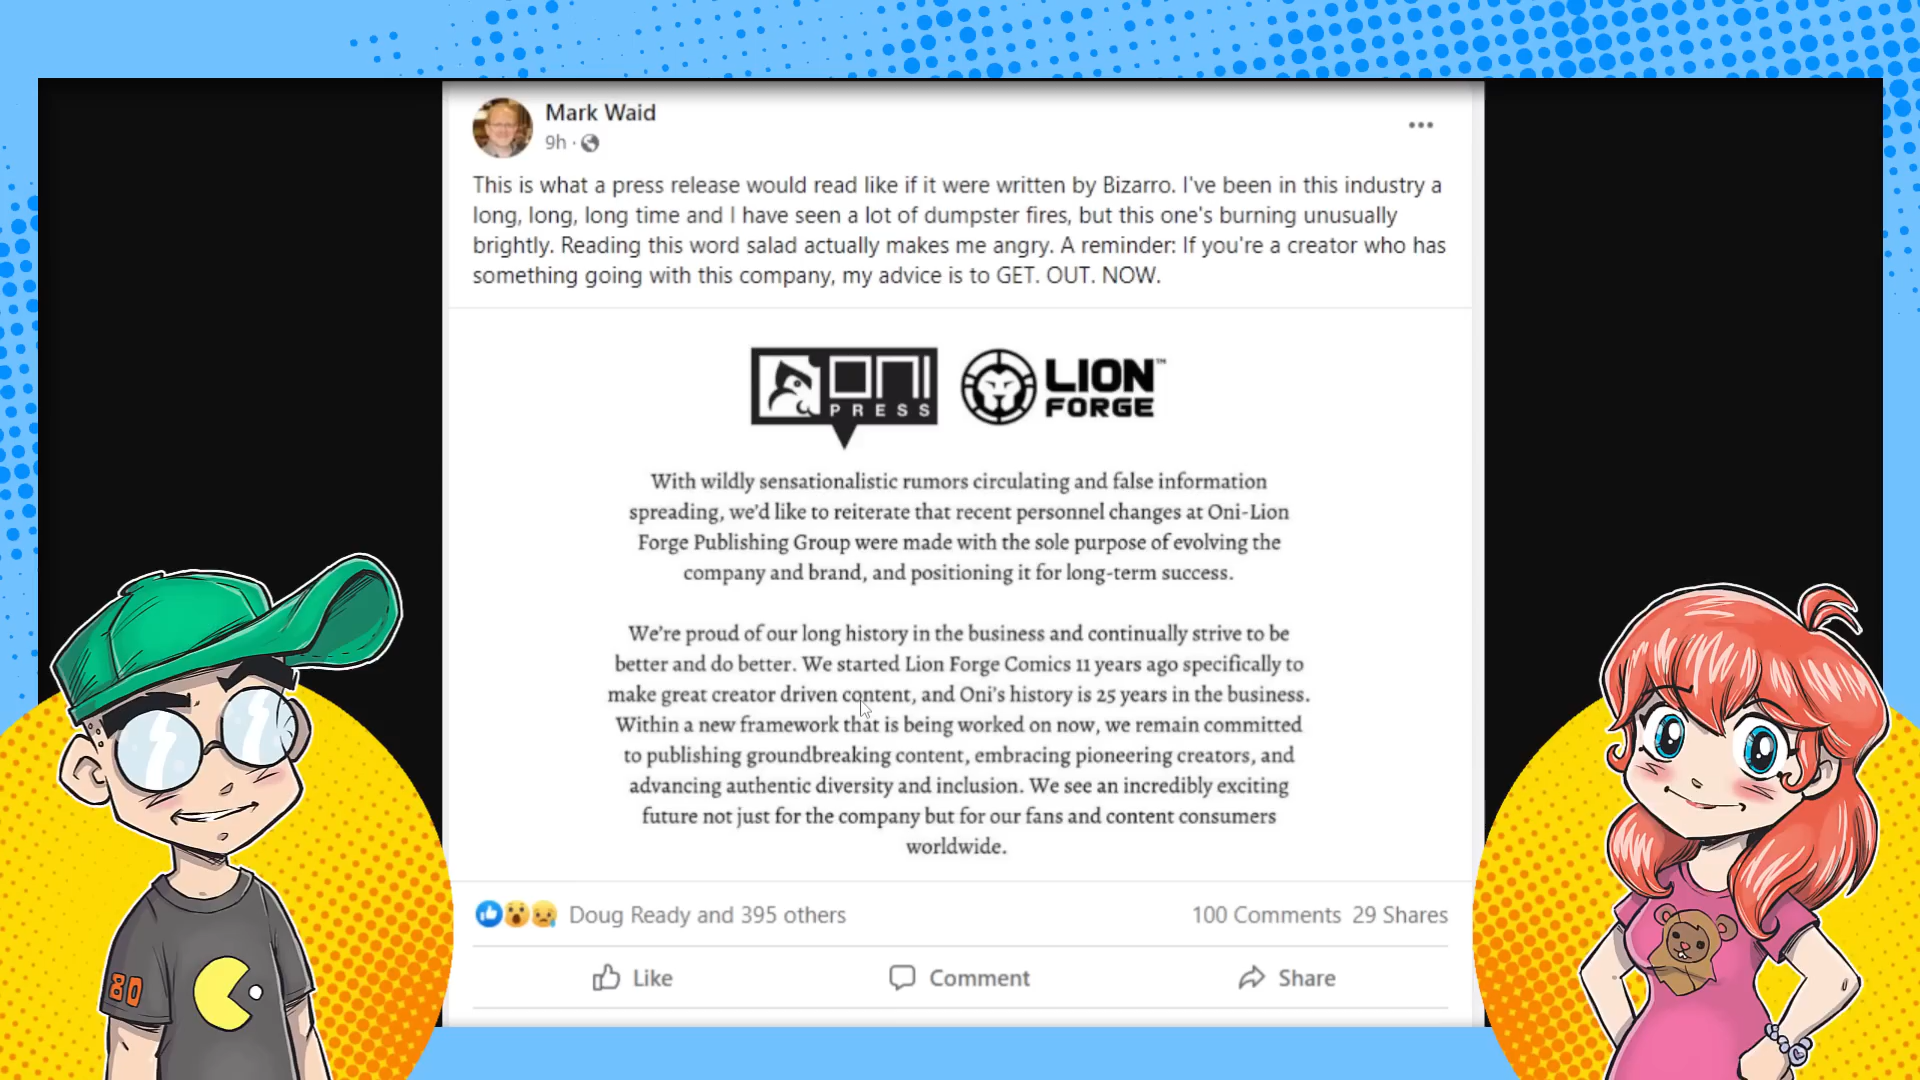 Mark Waid
9h ·
This is what a press release would read like if it were written by Bizarro. I've been in this industry a
long, long, long time and I have seen a lot of dumpster fires, but this one's burning unusually
brightly. Reading this word salad actually makes me angry. A reminder: If you're a creator who has
something going with this company, my advice is to GET. OUT. NOW.
ONI
PRESS
LION
FORGE™
With wildly sensationalistic rumors circulating and false information
spreading, we'd like to reiterate that recent personnel changes at Oni-Lion
Forge Publishing Group were made with the sole purpose of evolving the
company and brand, and positioning it for long-term success.
We're proud of our long history in the business and continually strive to be
better and do better. We started Lion Forge Comics 11 years ago specifically to
make great creator driven content, and Oni's history is 25 years in the business.
Within a new framework that is being worked on now, we remain committed
to publishing groundbreaking content, embracing pioneering creators, and
advancing authentic diversity and inclusion. We see an incredibly exciting
future not just for the company but for our fans and content consumers
worldwide.
Doug Ready and 395 others
100 Comments 29 Shares
Like
Comment
Share
80